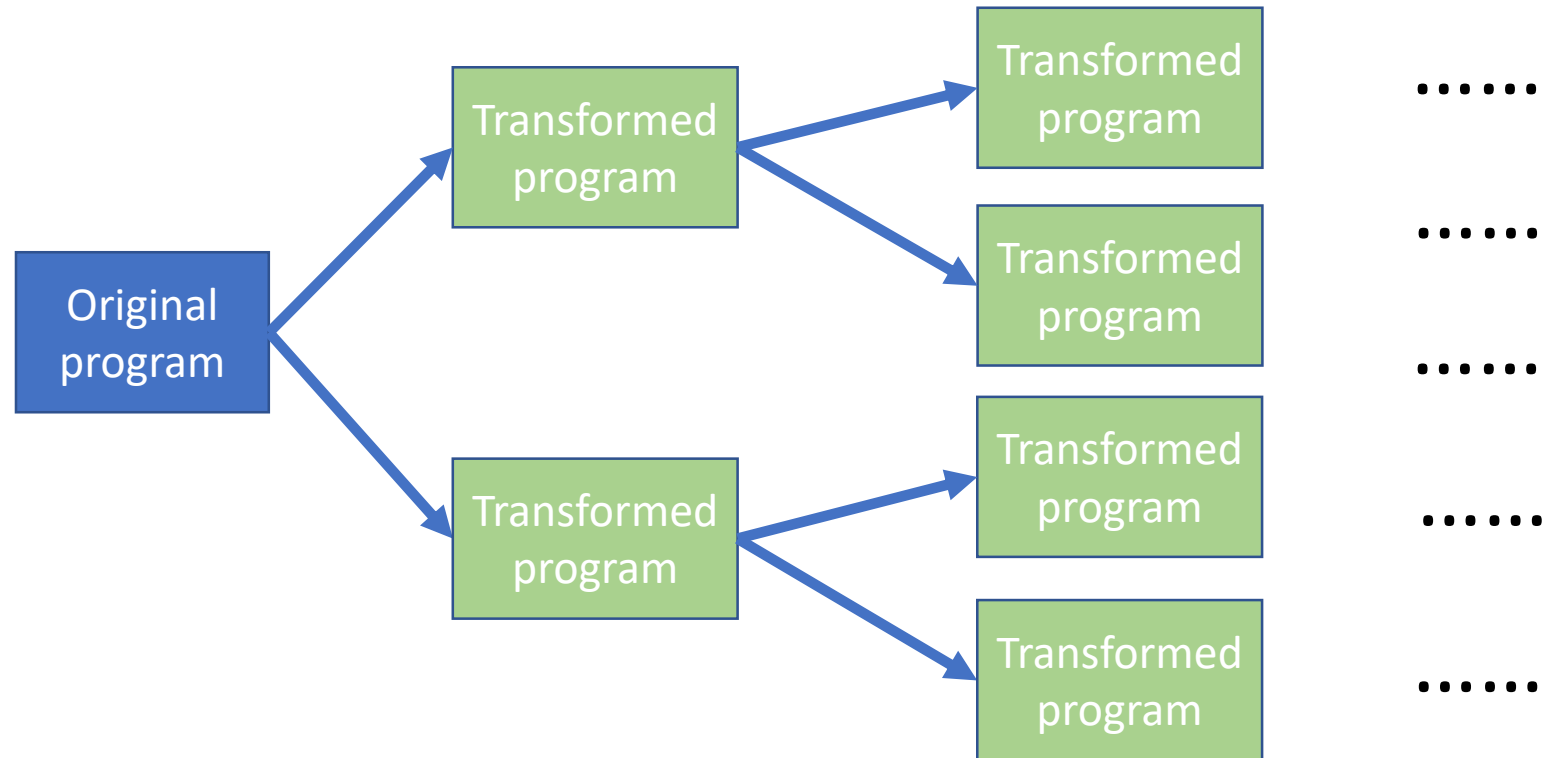 Original
program
Transformed
program
Transformed
program
Transformed
program
Transformed
program
Transformed
program
Transformed
program
......
......
......
......
......